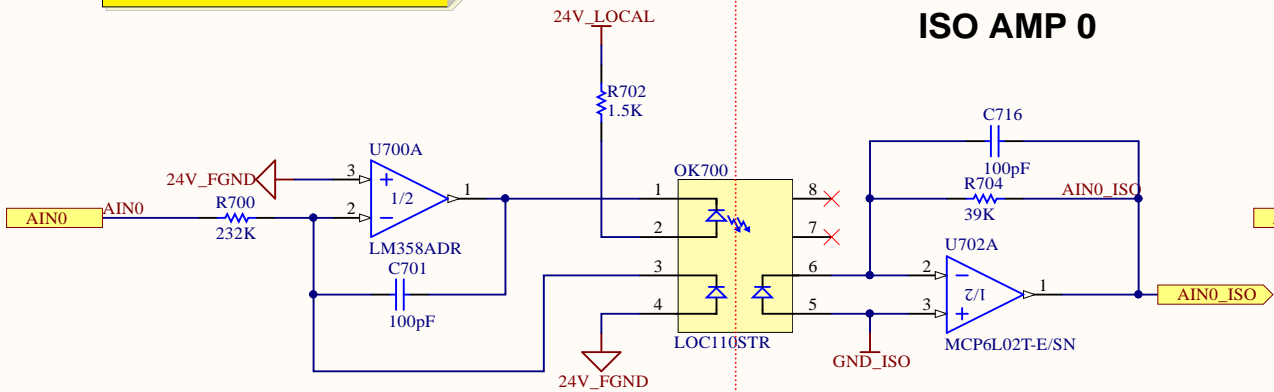 24V_LOCAL
ISO AMP 0
R702
1.5K
C716
100pF
U700A
3
24V_FGND
1/2
1
R700
AIN0
AIN0
2
232K
LM358ADR
C701
100pF
OK700
1
8
2
7
3
6
4
5
LOC110STR
24V_FGND
R704
AIN0_ISO
39K
U702A
2
1/2
1
3
AIN0_ISO
MCP6L02T-E/SN
GND_ISO